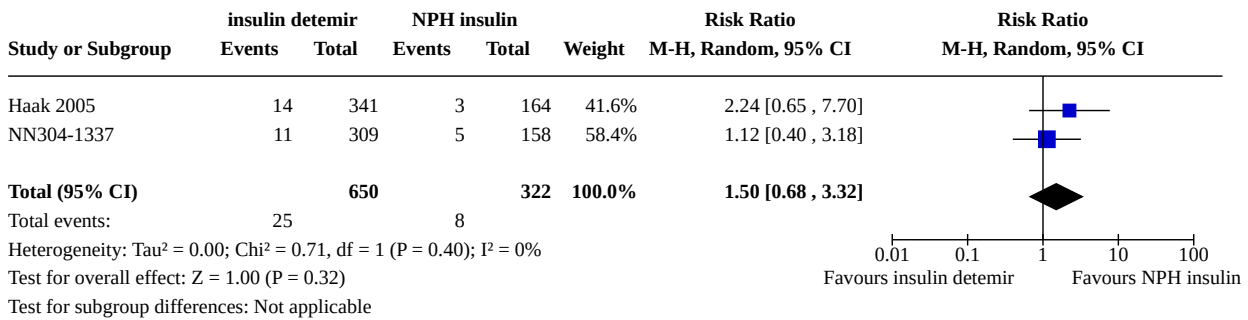 insulin detemir NPH insulin Risk Ratio Risk Ratio
Study or Subgroup Events Total Events Total Weight M-H, Random, 95% CI M-H, Random, 95% CI
Haak 2005 14 341 3 164 41.6% 2.24 [0.65 , 7.70]
NN304-1337 11 309 5 158 58.4% 1.12 [0.40 , 3.18]
Total (95% CI) 650 322 100.0% 1.50 [0.68 , 3.32]
Total events: 25 8
Heterogeneity: Tau² = 0.00; Chi² = 0.71, df = 1 (P = 0.40); I² = 0%
Test for overall effect: Z = 1.00 (P = 0.32)
Test for subgroup differences: Not applicable
0.01 0.1 1 10 100
Favours insulin detemir Favours NPH insulin